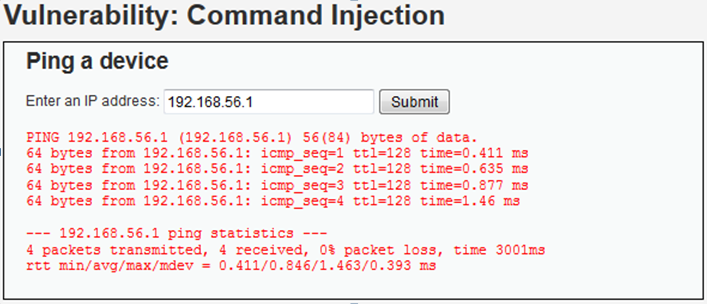 Vulnerability: Command Injection
Ping a device
Enter an IP address: 192.168.56.1 Submit
PING 192.168.56.1 (192.168.56.1) 56(84) bytes of data.
64 bytes from 192.168.56.1: icmp_seq=1 ttl=128 time=0.411 ms
64 bytes from 192.168.56.1: icmp_seq=2 ttl=128 time=0.635 ms
64 bytes from 192.168.56.1: icmp_seq=3 ttl=128 time=0.877 ms
64 bytes from 192.168.56.1: icmp_seq=4 ttl=128 time=1.46 ms
--- 192.168.56.1 ping statistics ---
4 packets transmitted, 4 received, 0% packet loss, time 3001ms
rtt min/avg/max/mdev = 0.411/0.846/1.463/0.393 ms